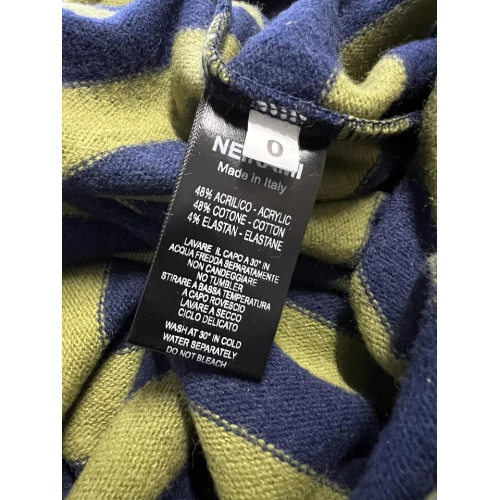 0
NEIRAMI
Made in Italy
48% ACRILICO - ACRYLIC
48% COTONE - COTTON
4% ELASTAN - ELASTANE
LAVARE IL CAPO A 30° IN
ACQUA FREDDA SEPARATAMENTE
NON CANDEGGIARE
NO TUMBLER
STIRARE A BASSA TEMPERATURA
A CAPO ROVESCIO
LAVARE A SECCO
CICLO DELICATO
WASH AT 30° IN COLD
WATER SEPARATELY
DO NOT BLEACH